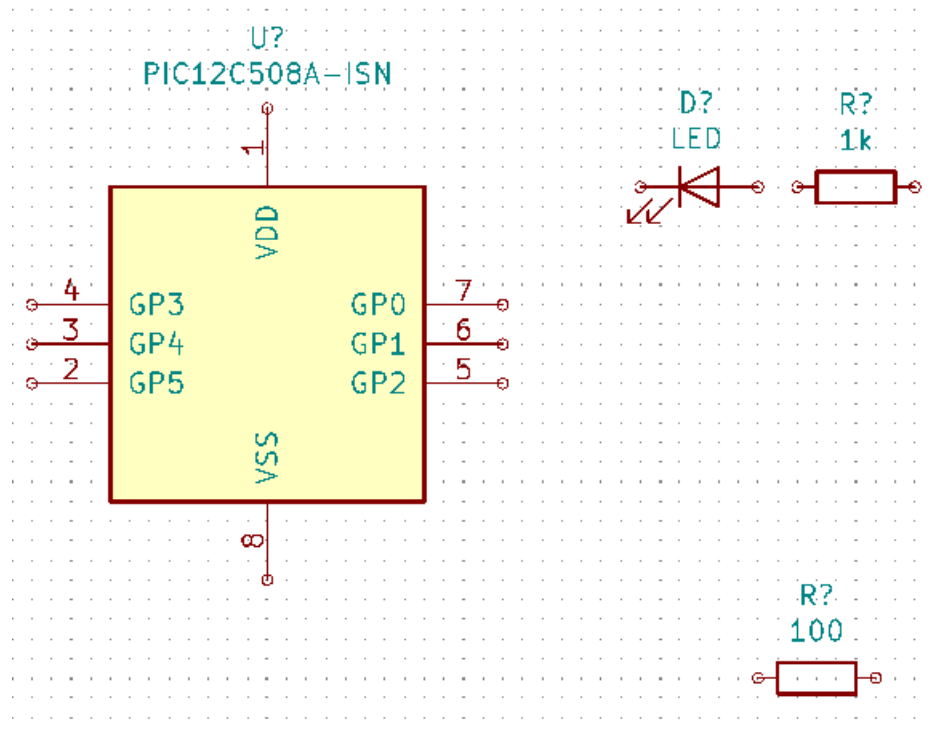 U?
PIC12C508A-ISN
1
VDD
4 GP3 GP0 7
3 GP4 GP1 6
2 GP5 GP2 5
VSS
8
D?
LED
R?
1k
R?
100